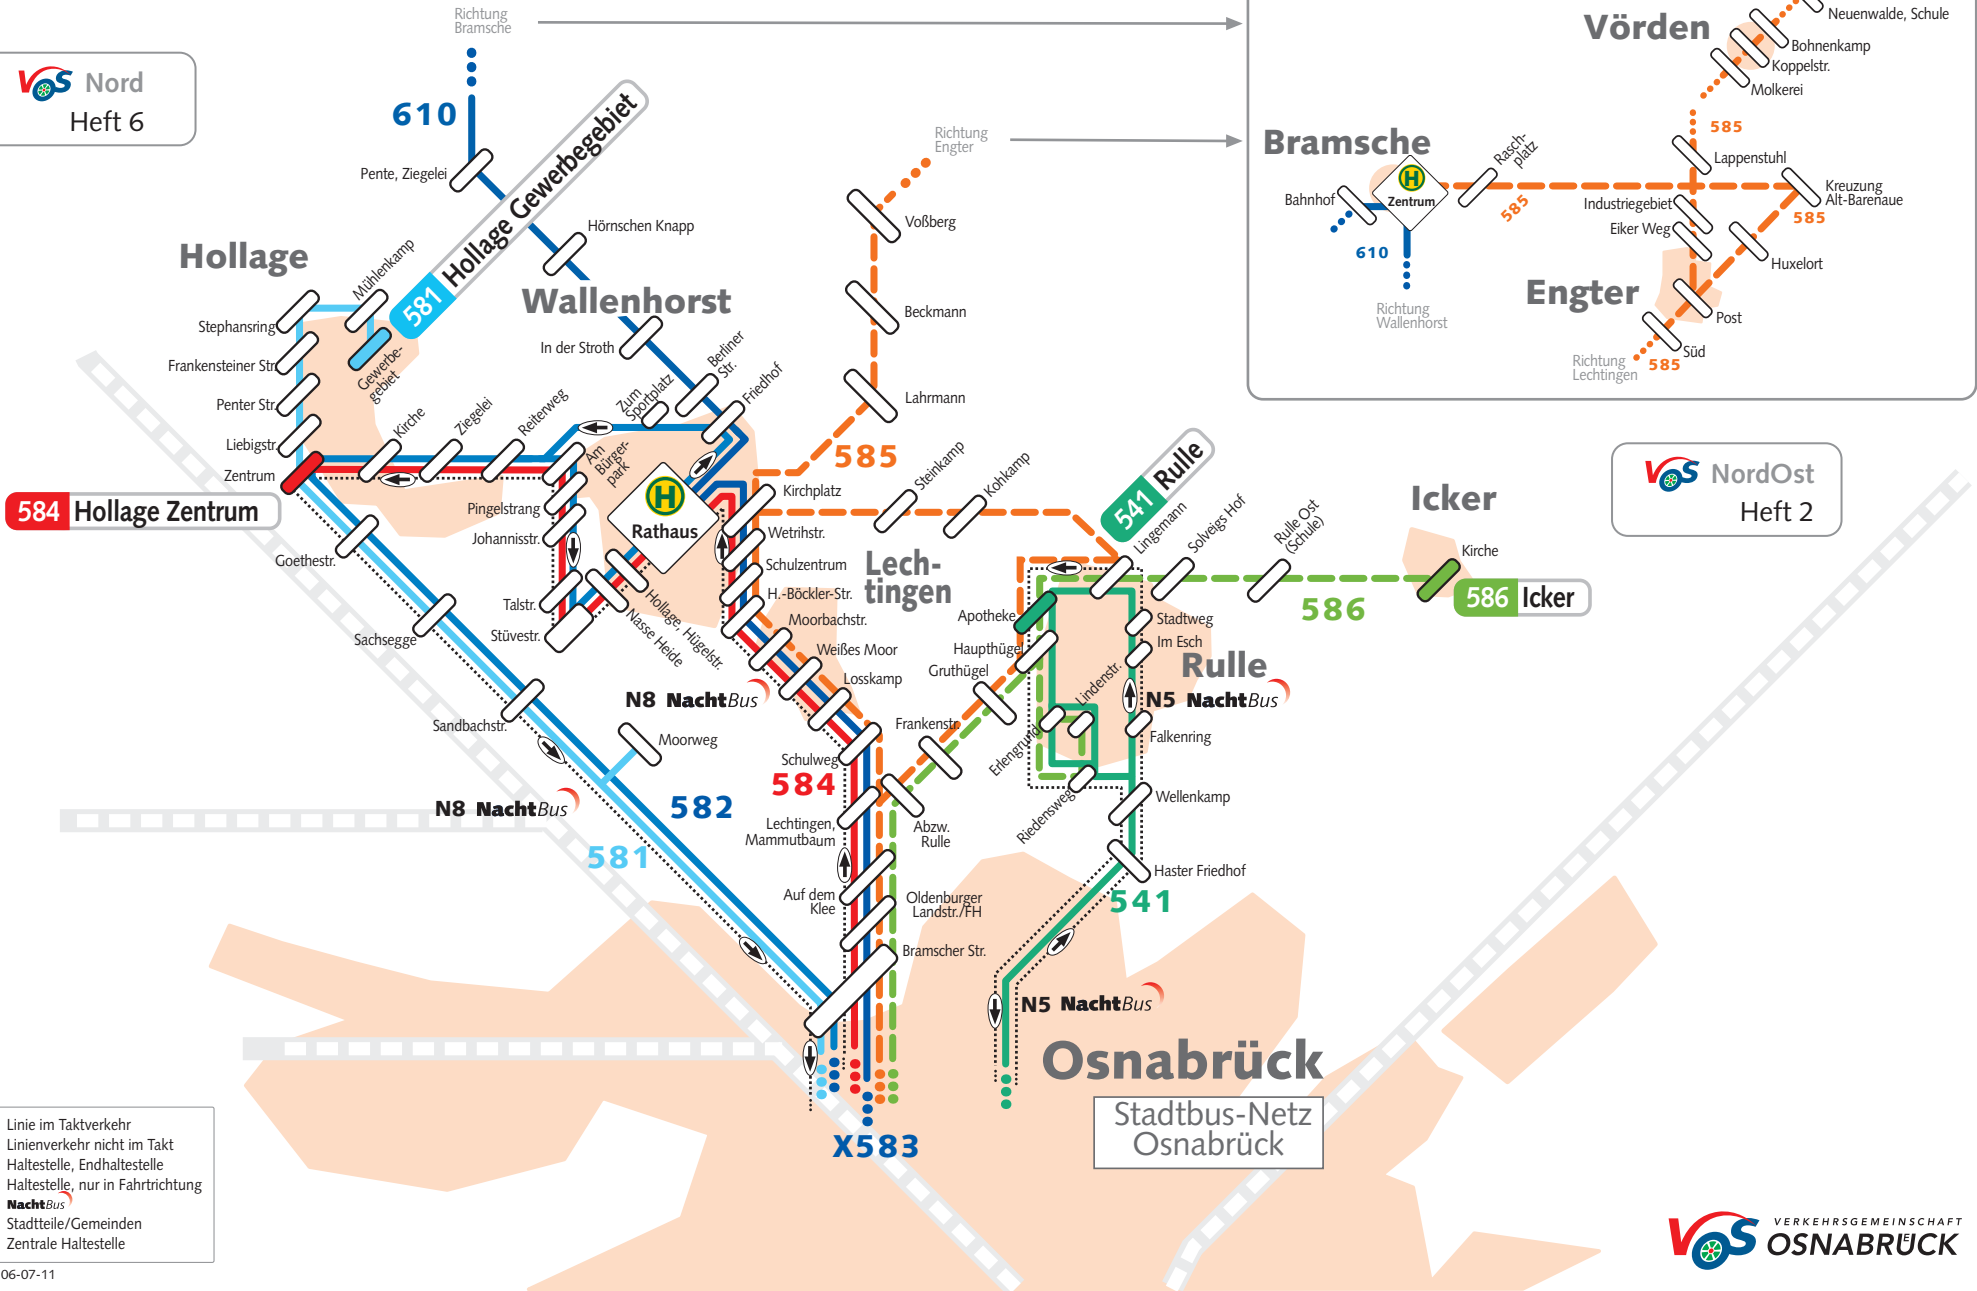 Richtung
Bramsche
VOS Nord
Heft 6
610
Pente, Ziegelei
581 Hollage Gewerbegebiet
Hörnschen Knapp
Hollage
Mühlenkamp
Stephansring
Frankensteiner Str.
Penter Str.
Liebigstr.
Zentrum
Gewerbe-
gebiet
Wallenhorst
In der Stroth
Berliner
Str.
Zum
Sportplatz
Friedhof
Kirche
Ziegelei
Reiterweg
Am
Bürger-
park
584 Hollage Zentrum
Pingelstrang
Johannisstr.
H
Rathaus
Talstr.
Stüvestr.
Hollage, Hügelstr.
Nasse Heide
Goethestr.
Sachsegge
Sandbachstr.
Moorweg
N8 NachtBus
N8 NachtBus
582
581
Richtung
Engter
Voßberg
Beckmann
Lahrmann
585
Kirchplatz
Wetrihstr.
Schulzentrum
H.-Böckler-Str.
Moorbachstr.
Weißes Moor
Losskamp
Steinkamp
Kohkamp
Lech-
tingen
Schulweg
584
Lechtingen,
Mammutbaum
Auf dem
Klee
Frankenstr.
Abzw.
Rulle
Oldenburger
Landstr./FH
Bramscher Str.
X583
541 Rulle
Lingemann
Solveigs Hof
Rulle Ost
(Schule)
Icker
Kirche
586 Icker
586
Apotheke
Haupthügel
Gruthügel
Stadtweg
Im Esch
Rulle
Lindenstr.
N5 NachtBus
Erlengrund
Falkenring
Riedensweg
Wellenkamp
Haster Friedhof
541
N5 NachtBus
Osnabrück
Stadtbus-Netz
Osnabrück
Vörden
Neuenwalde, Schule
Bohnenkamp
Koppelstr.
Molkerei
585
Bramsche
Rasch-
platz
Lappenstuhl
H
Zentrum
Bahnhof
585
Kreuzung
Alt-Barenaue
585
Industriegebiet
Eiker Weg
610
Huxelort
Engter
Richtung
Wallenhorst
Post
Süd
Richtung
Lechtingen
585
VOS NordOst
Heft 2
Linie im Taktverkehr
Linienverkehr nicht im Takt
Haltestelle, Endhaltestelle
Haltestelle, nur in Fahrtrichtung
NachtBus
Stadtteile/Gemeinden
Zentrale Haltestelle
06-07-11
VOS VERKEHRSGEMEINSCHAFT
OSNABRUECK